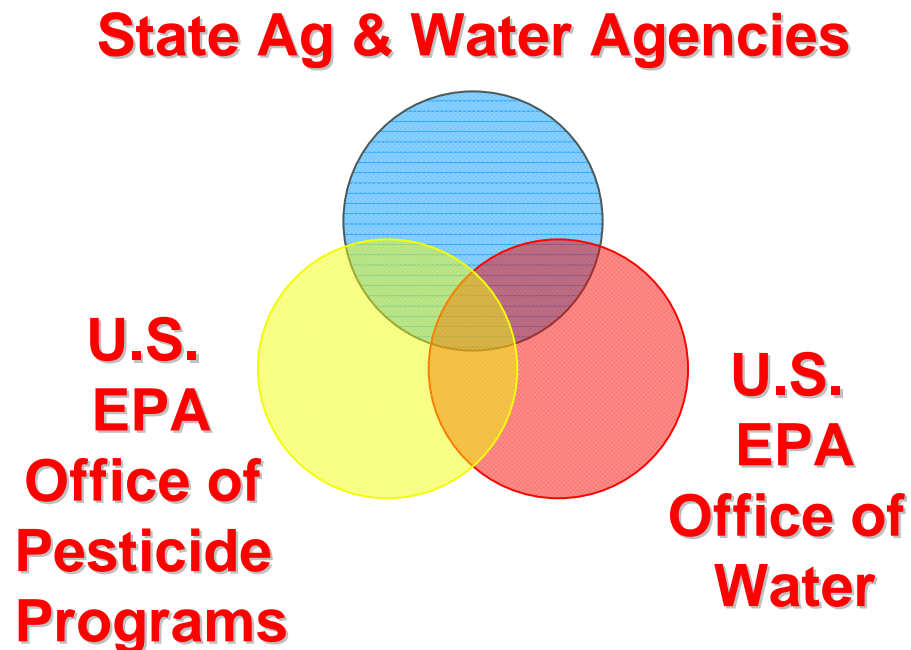 State Ag & Water Agencies
U.S.
EPA
Office of
Pesticide
Programs
U.S.
EPA
Office of
Water